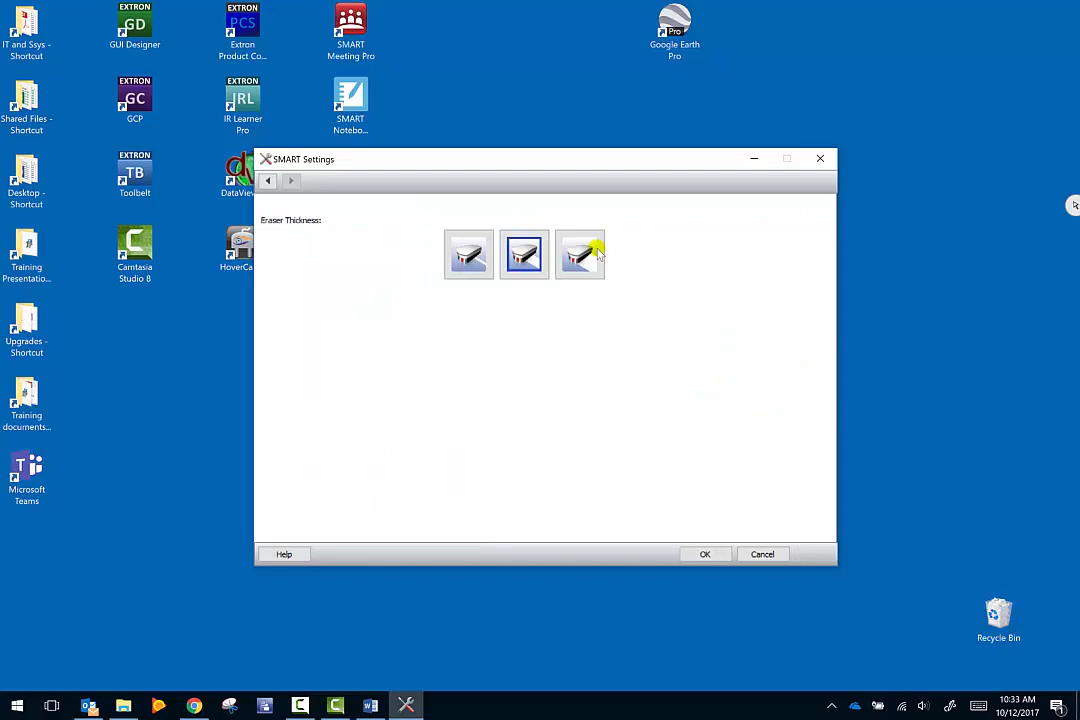 EXTRON
GD
GUI Designer
EXTRON
PCS
Extron
Product Co...
SMART
Meeting Pro
Pro
Google Earth
Pro
IT and Ssys -
Shortcut
Shared Files -
Shortcut
EXTRON
GC
GCP
EXTRON
JRL
IR Learner
Pro
SMART
Notebo...
Desktop -
Shortcut
EXTRON
TB
Toolbelt
DataVie
SMART Settings
Eraser Thickness:
Training
Presentatio...
Camtasia
Studio 8
HoverCa
Upgrades -
Shortcut
Training
documents...
T
Microsoft
Teams
Help
OK
Cancel
Recycle Bin
10:33 AM
10/12/2017
1